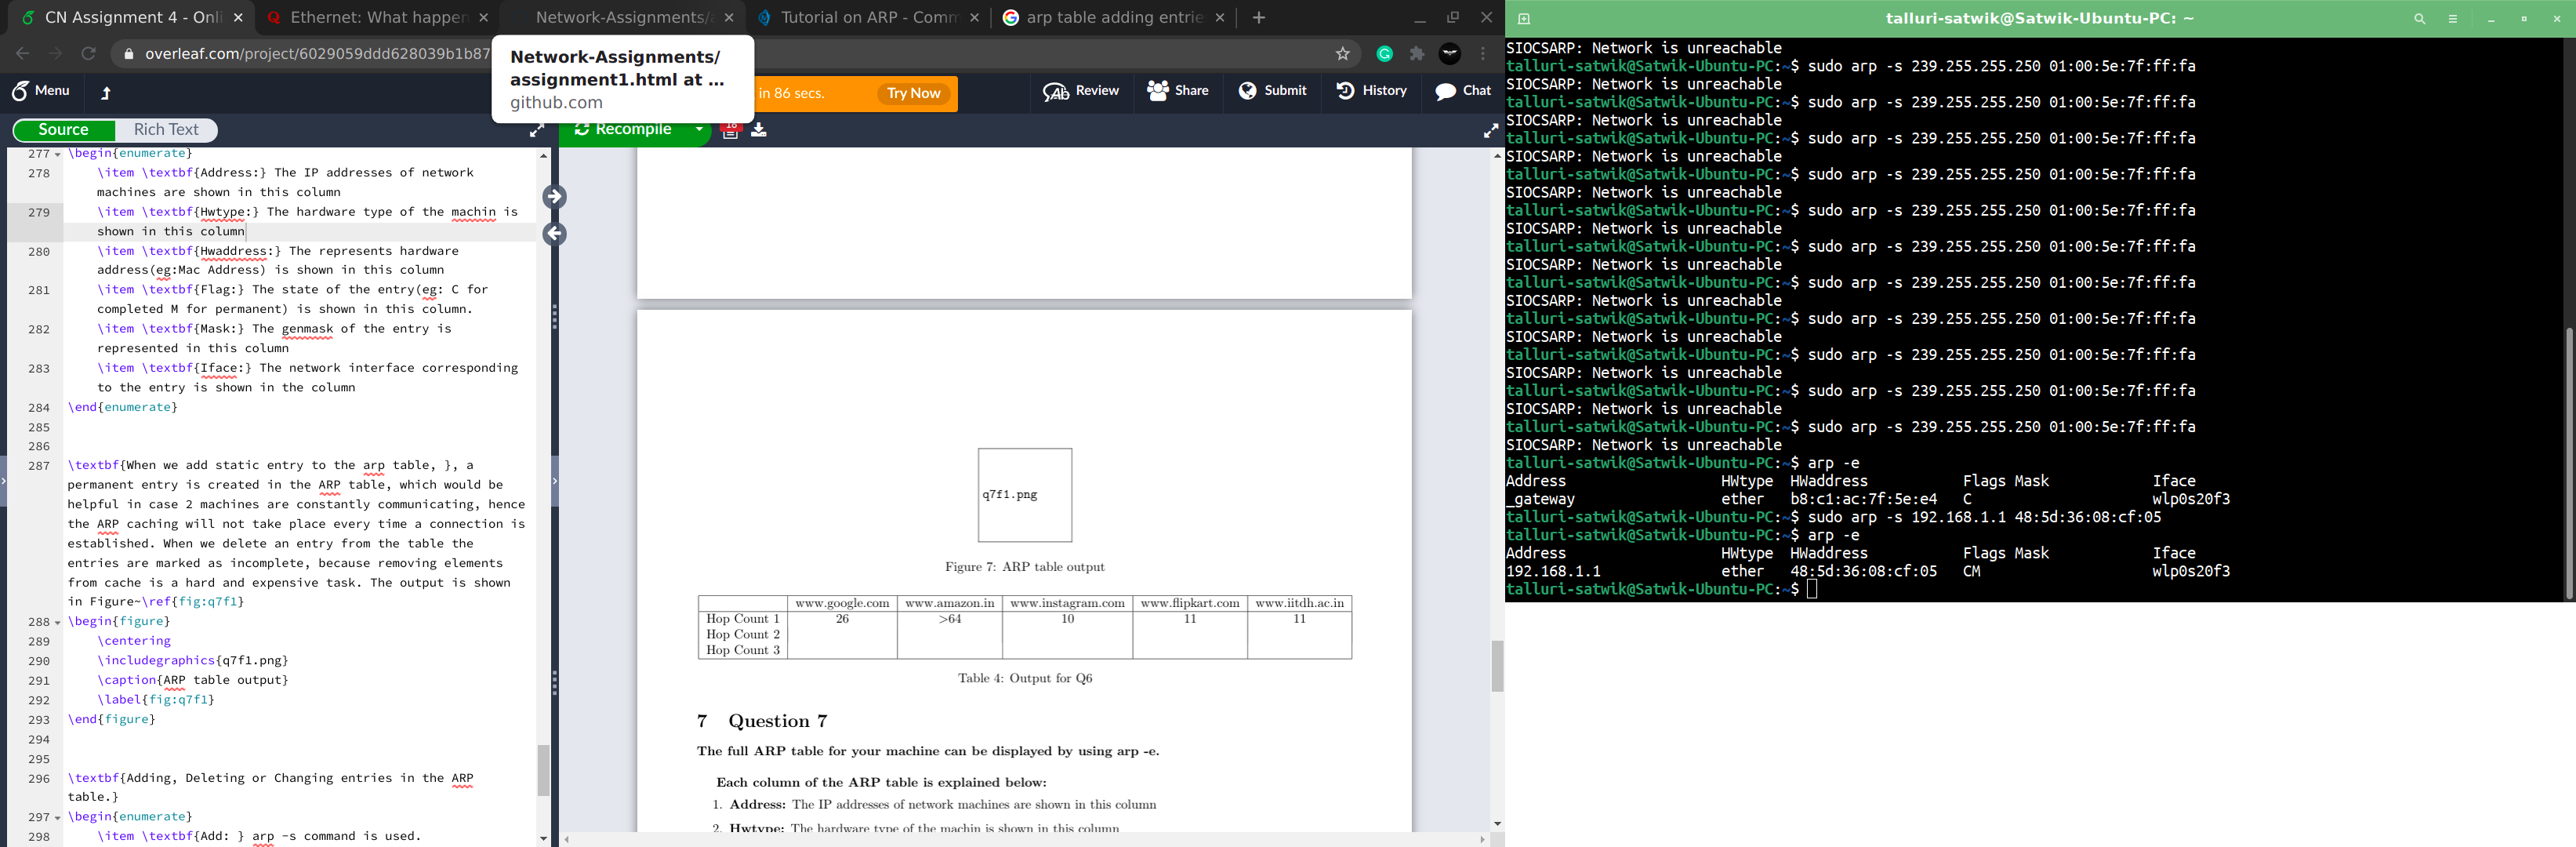 CN Assignment 4 - Onli
Ethernet: What happen
Network-Assignments/a
Tutorial on ARP - Comm
arp table adding entrie
overleaf.com/project/6029059ddd628039b1b87
Network-Assignments/
assignment1.html at ...
github.com
Menu
in 86 secs.
Try Now
Review
Share
Submit
History
Chat
Source
Rich Text
Recompile
18
277 \begin{enumerate}
278 \item \textbf{Address:} The IP addresses of network
machines are shown in this column
279 \item \textbf{Hwtype:} The hardware type of the machin is
shown in this column
280 \item \textbf{Hwaddress:} The represents hardware
address(eg:Mac Address) is shown in this column
281 \item \textbf{Flag:} The state of the entry(eg: C for
completed M for permanent) is shown in this column.
282 \item \textbf{Mask:} The genmask of the entry is
represented in this column
283 \item \textbf{Iface:} The network interface corresponding
to the entry is shown in the column
284 \end{enumerate}
285
286
287 \textbf{When we add static entry to the arp table, }, a
permanent entry is created in the ARP table, which would be
helpful in case 2 machines are constantly communicating, hence
the ARP caching will not take place every time a connection is
established. When we delete an entry from the table the
entries are marked as incomplete, because removing elements
from cache is a hard and expensive task. The output is shown
in Figure~\ref{fig:q7f1}
288 \begin{figure}
289 \centering
290 \includegraphics{q7f1.png}
291 \caption{ARP table output}
292 \label{fig:q7f1}
293 \end{figure}
294
295
296 \textbf{Adding, Deleting or Changing entries in the ARP
table.}
297 \begin{enumerate}
298 \item \textbf{Add: } arp -s command is used.
q7f1.png
Figure 7: ARP table output
www.google.com www.amazon.in www.instagram.com www.flipkart.com www.iitdh.ac.in
Hop Count 1 26 >64 10 11 11
Hop Count 2
Hop Count 3
Table 4: Output for Q6
7 Question 7
The full ARP table for your machine can be displayed by using arp -e.
Each column of the ARP table is explained below:
1. Address: The IP addresses of network machines are shown in this column
2. Hwtype: The hardware type of the machin is shown in this column
talluri-satwik@Satwik-Ubuntu-PC: ~
SIOCSARP: Network is unreachable
talluri-satwik@Satwik-Ubuntu-PC:~$ sudo arp -s 239.255.255.250 01:00:5e:7f:ff:fa
SIOCSARP: Network is unreachable
talluri-satwik@Satwik-Ubuntu-PC:~$ sudo arp -s 239.255.255.250 01:00:5e:7f:ff:fa
SIOCSARP: Network is unreachable
talluri-satwik@Satwik-Ubuntu-PC:~$ sudo arp -s 239.255.255.250 01:00:5e:7f:ff:fa
SIOCSARP: Network is unreachable
talluri-satwik@Satwik-Ubuntu-PC:~$ sudo arp -s 239.255.255.250 01:00:5e:7f:ff:fa
SIOCSARP: Network is unreachable
talluri-satwik@Satwik-Ubuntu-PC:~$ sudo arp -s 239.255.255.250 01:00:5e:7f:ff:fa
SIOCSARP: Network is unreachable
talluri-satwik@Satwik-Ubuntu-PC:~$ sudo arp -s 239.255.255.250 01:00:5e:7f:ff:fa
SIOCSARP: Network is unreachable
talluri-satwik@Satwik-Ubuntu-PC:~$ sudo arp -s 239.255.255.250 01:00:5e:7f:ff:fa
SIOCSARP: Network is unreachable
talluri-satwik@Satwik-Ubuntu-PC:~$ sudo arp -s 239.255.255.250 01:00:5e:7f:ff:fa
SIOCSARP: Network is unreachable
talluri-satwik@Satwik-Ubuntu-PC:~$ sudo arp -s 239.255.255.250 01:00:5e:7f:ff:fa
SIOCSARP: Network is unreachable
talluri-satwik@Satwik-Ubuntu-PC:~$ sudo arp -s 239.255.255.250 01:00:5e:7f:ff:fa
SIOCSARP: Network is unreachable
talluri-satwik@Satwik-Ubuntu-PC:~$ sudo arp -s 239.255.255.250 01:00:5e:7f:ff:fa
SIOCSARP: Network is unreachable
talluri-satwik@Satwik-Ubuntu-PC:~$ arp -e
Address HWtype HWaddress Flags Mask Iface
_gateway ether b8:c1:ac:7f:5e:e4 C wlp0s20f3
talluri-satwik@Satwik-Ubuntu-PC:~$ sudo arp -s 192.168.1.1 48:5d:36:08:cf:05
talluri-satwik@Satwik-Ubuntu-PC:~$ arp -e
Address HWtype HWaddress Flags Mask Iface
192.168.1.1 ether 48:5d:36:08:cf:05 CM wlp0s20f3
talluri-satwik@Satwik-Ubuntu-PC:~$